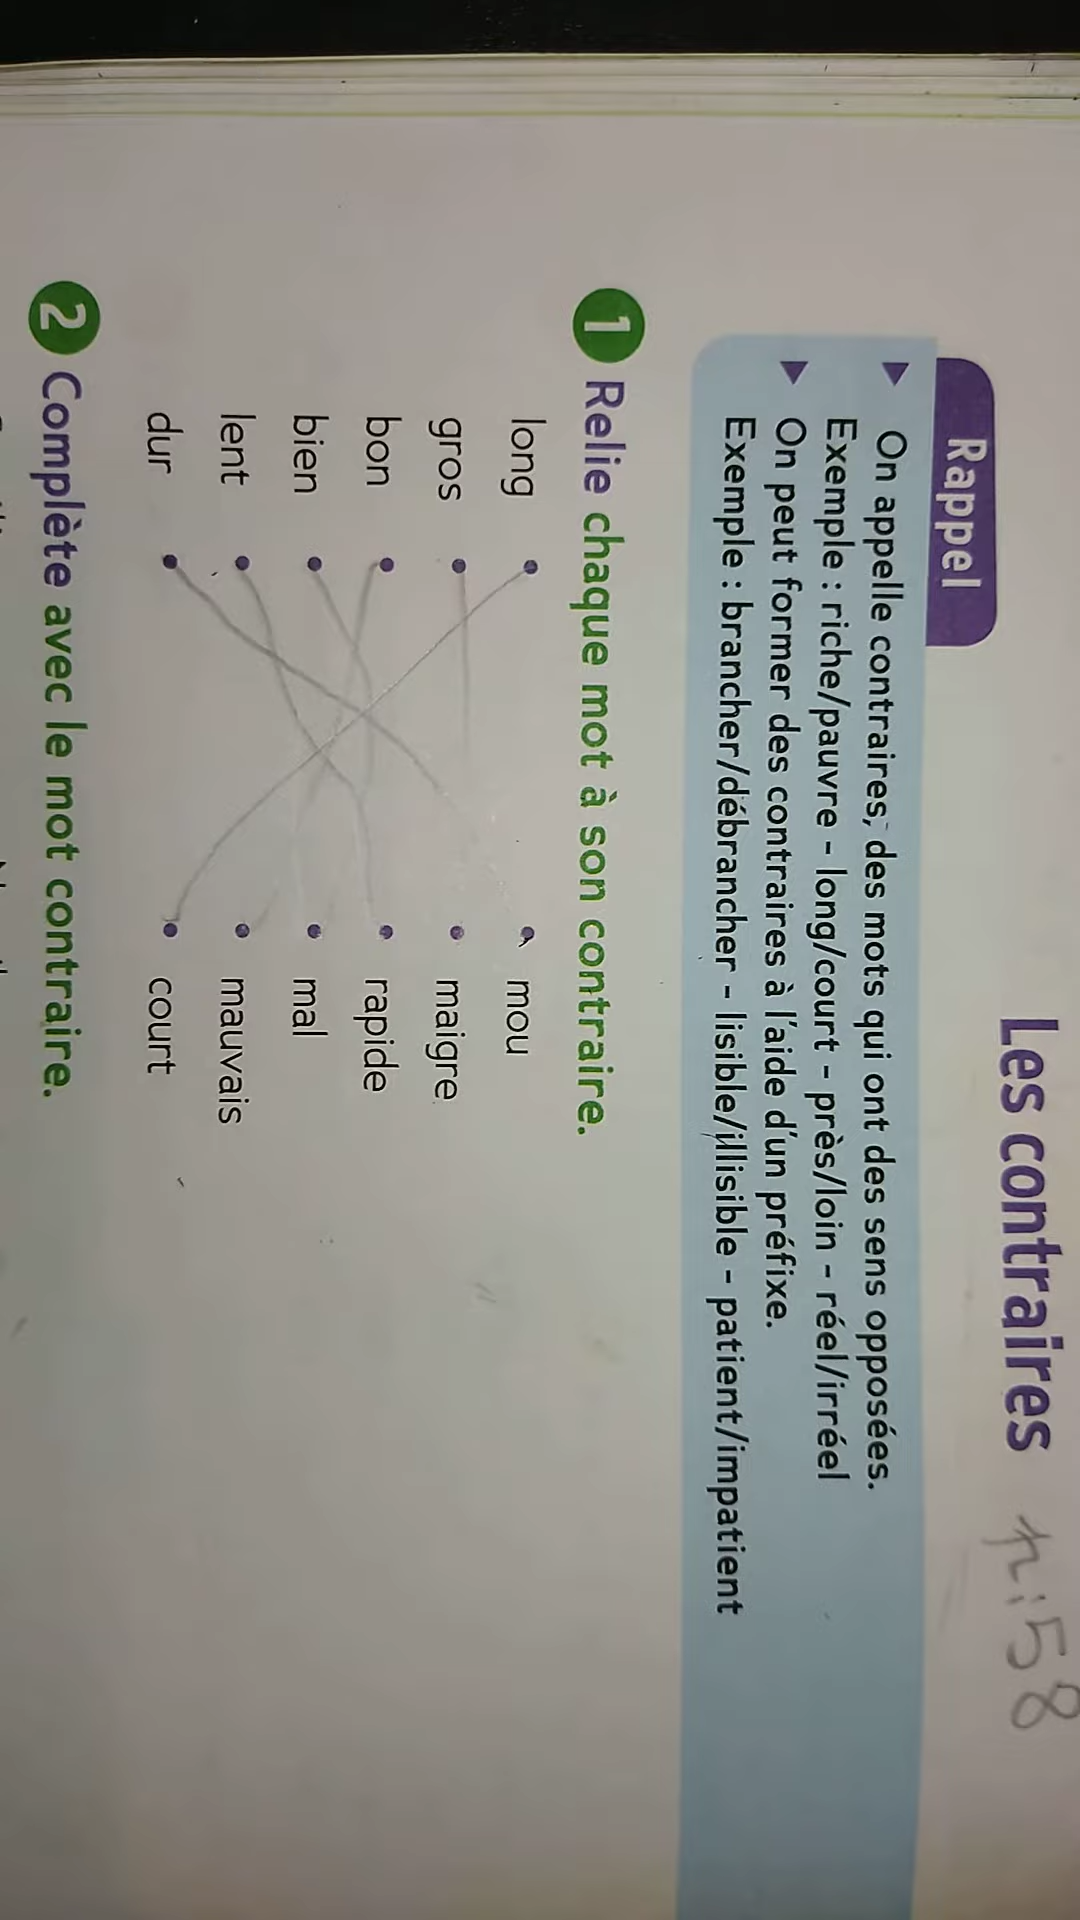 Les contraires p:58
Rappel
▶ On appelle contraires, des mots qui ont des sens opposées.
Exemple : riche/pauvre - long/court - près/loin - réel/irréel
▶ On peut former des contraires à l'aide d'un préfixe.
Exemple : brancher/débrancher - lisible/illisible - patient/impatient
1 Relie chaque mot à son contraire.
long • • mou
gros • • maigre
bon • • rapide
bien • • mal
lent • • mauvais
dur • • court
2 Complète avec le mot contraire.